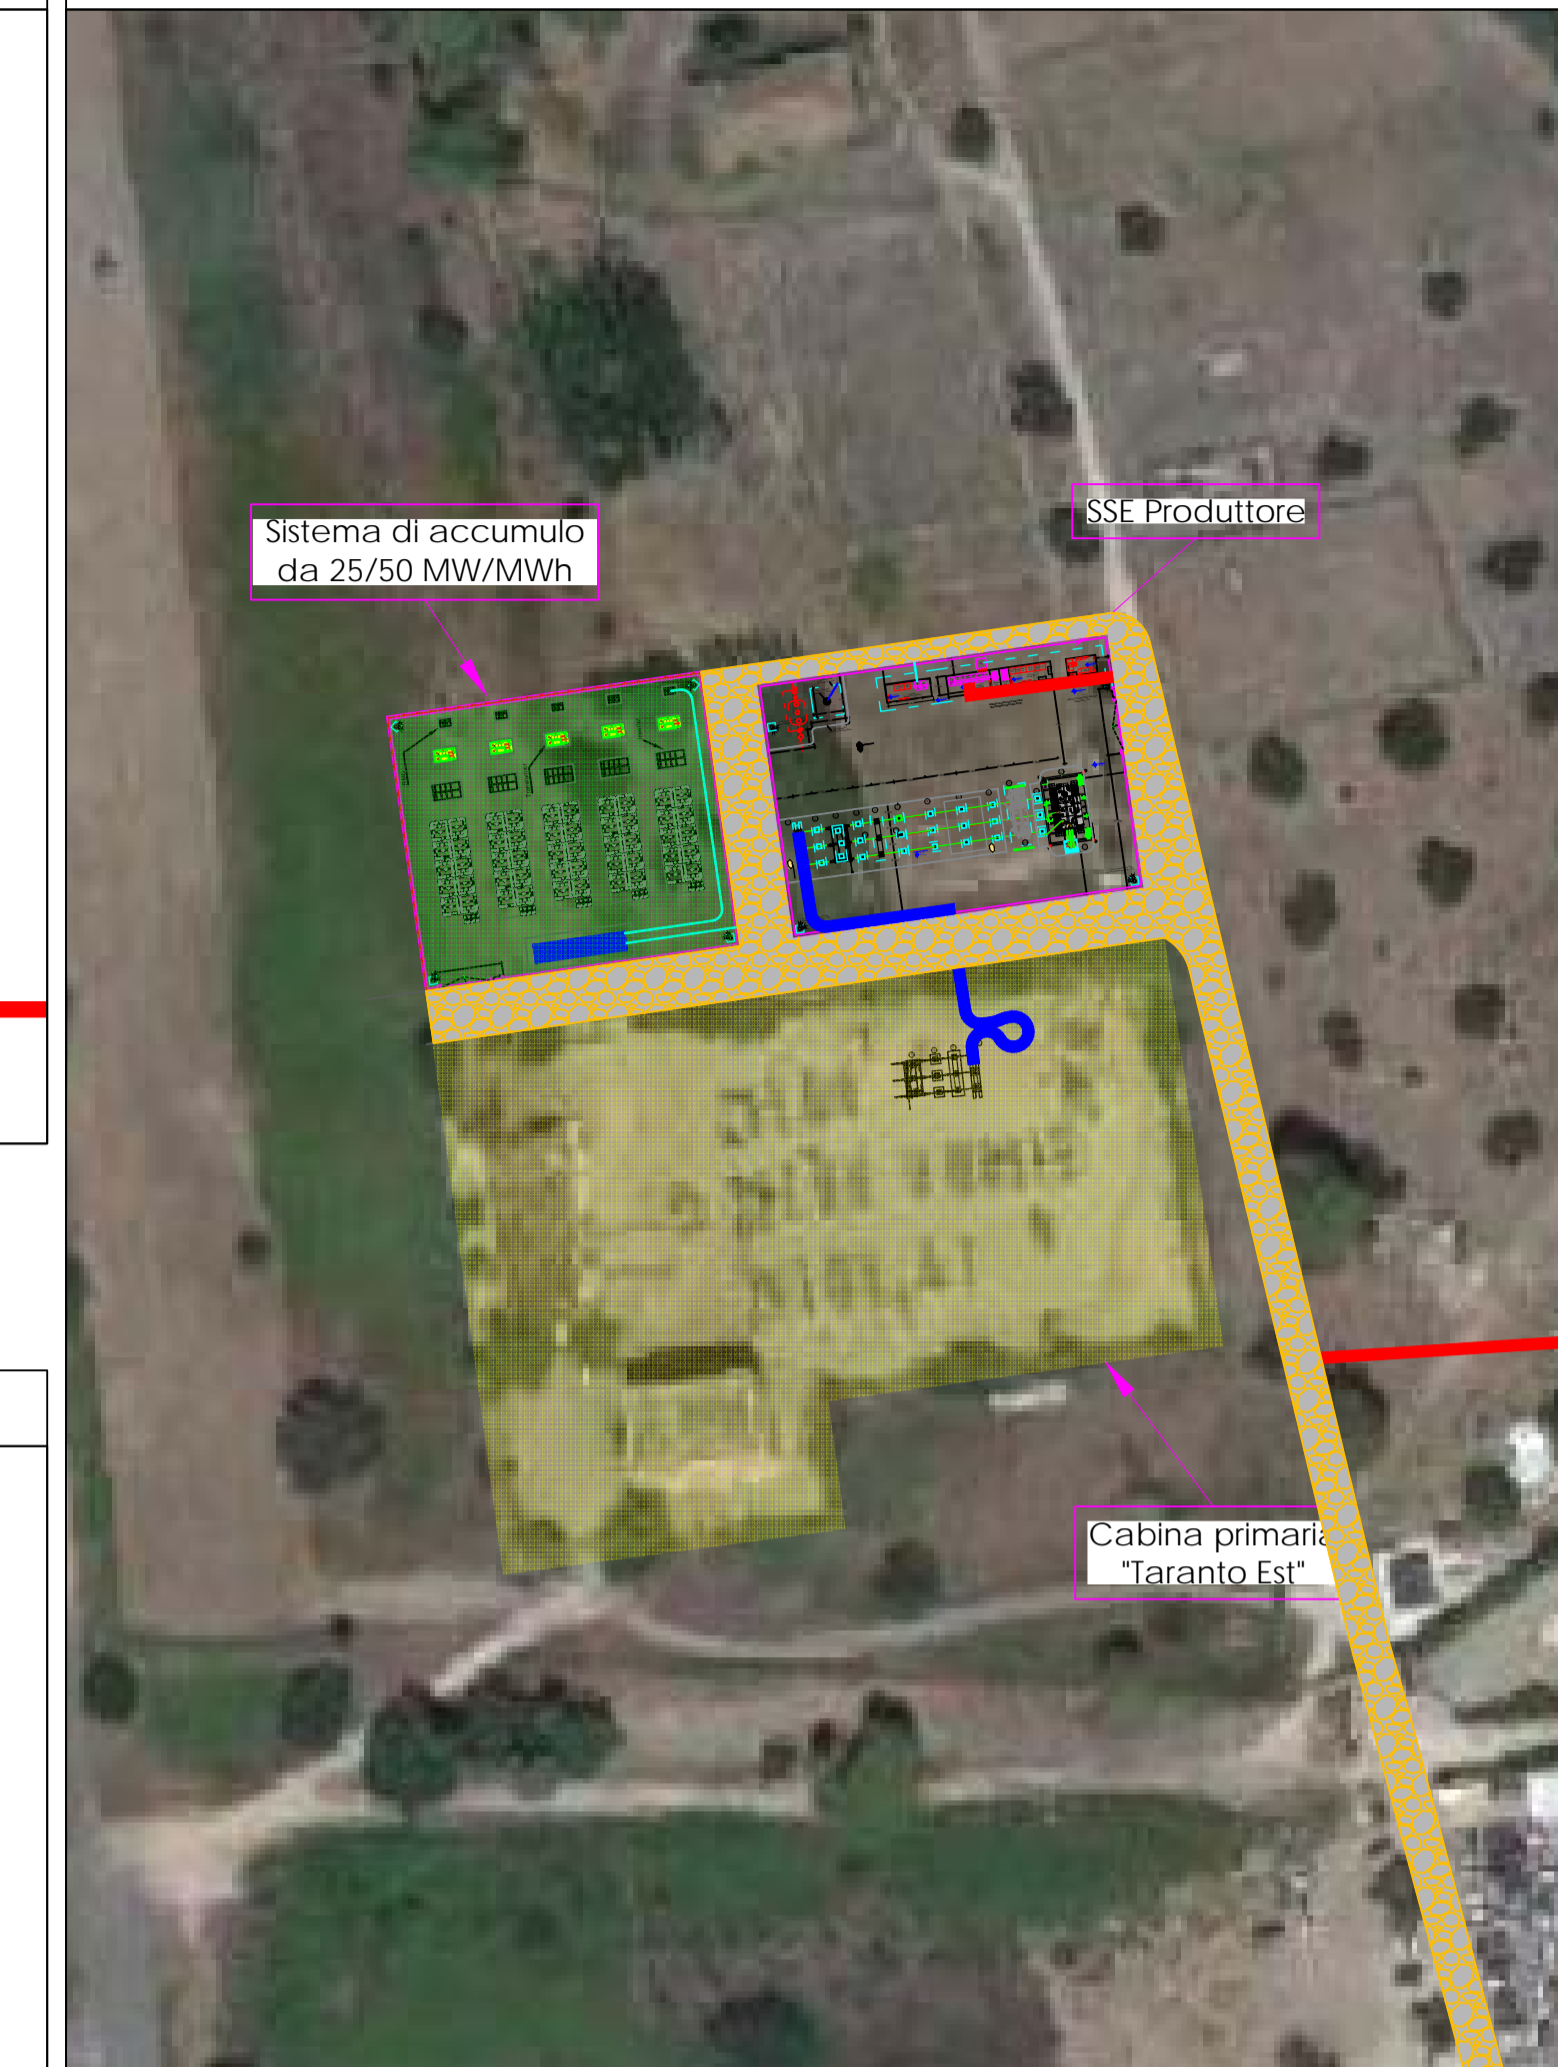 Sistema di accumulo
da 25/50 MW/MWh
SSE Produttore
Cabina primaria
"Taranto Est"